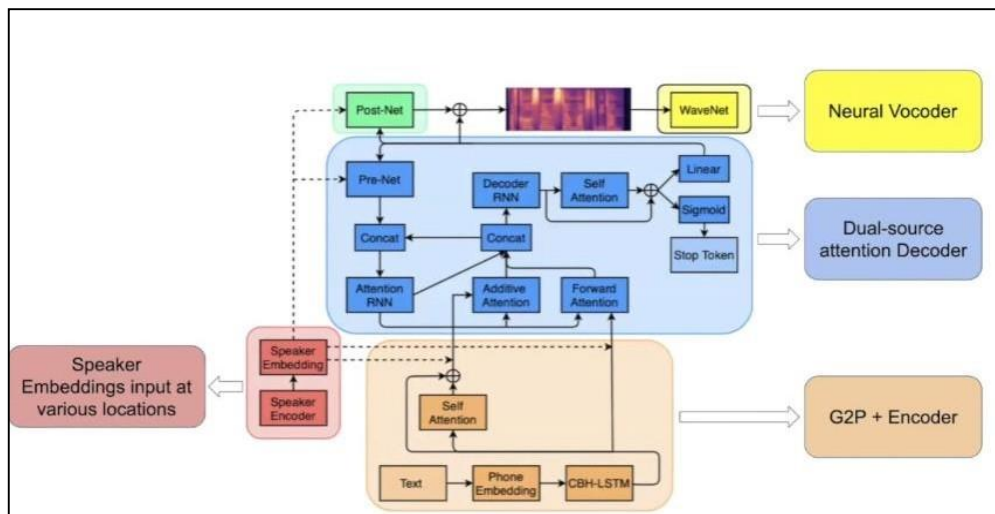 Post-Net
WaveNet
Neural Vocoder
Pre-Net
Decoder
RNN
Self
Attention
Linear
Sigmoid
Stop Token
Concat
Concat
Attention
RNN
Additive
Attention
Forward
Attention
Dual-source
attention Decoder
Speaker
Embedding
Speaker
Encoder
Speaker
Embeddings input at
various locations
Self
Attention
Text
Phone
Embedding
CBH-LSTM
G2P + Encoder